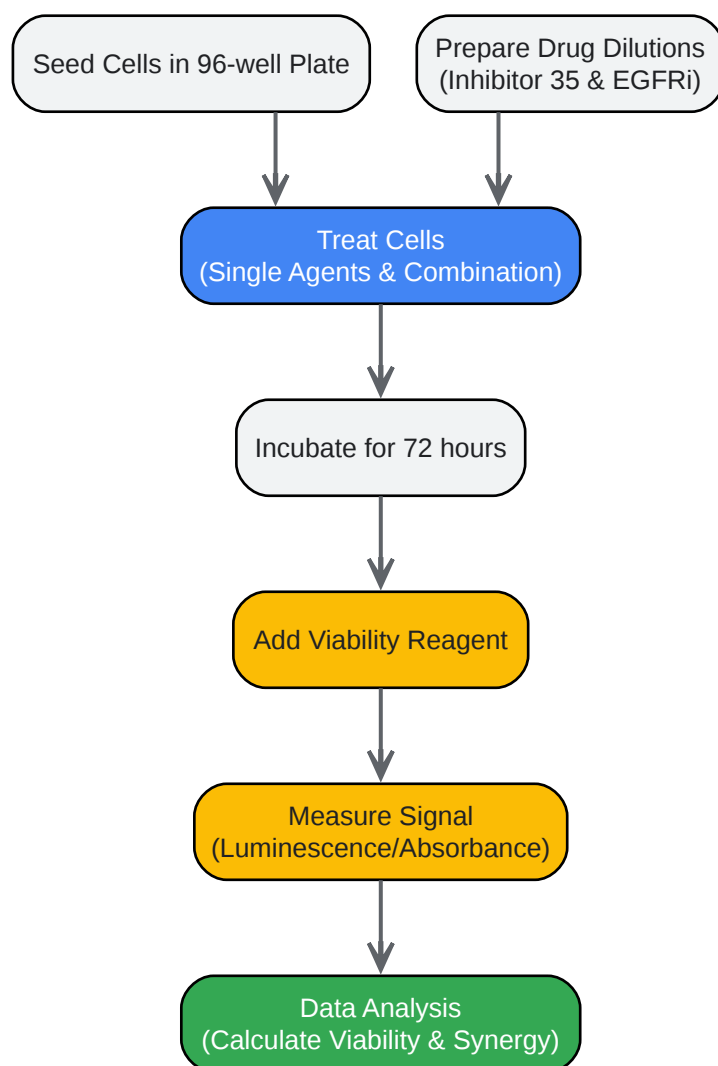 Seed Cells in 96-well Plate
Prepare Drug Dilutions
(Inhibitor 35 & EGFRi)
Treat Cells
(Single Agents & Combination)
Incubate for 72 hours
Add Viability Reagent
Measure Signal
(Luminescence/Absorbance)
Data Analysis
(Calculate Viability & Synergy)